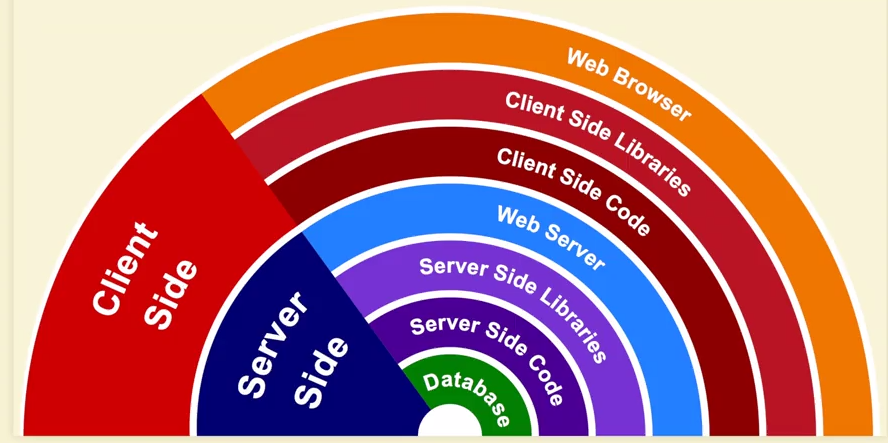 Web Browser
Client Side Libraries
Client Side Code
Web Server
Server Side Libraries
Server Side Code
Database
Client
Side
Server
Side